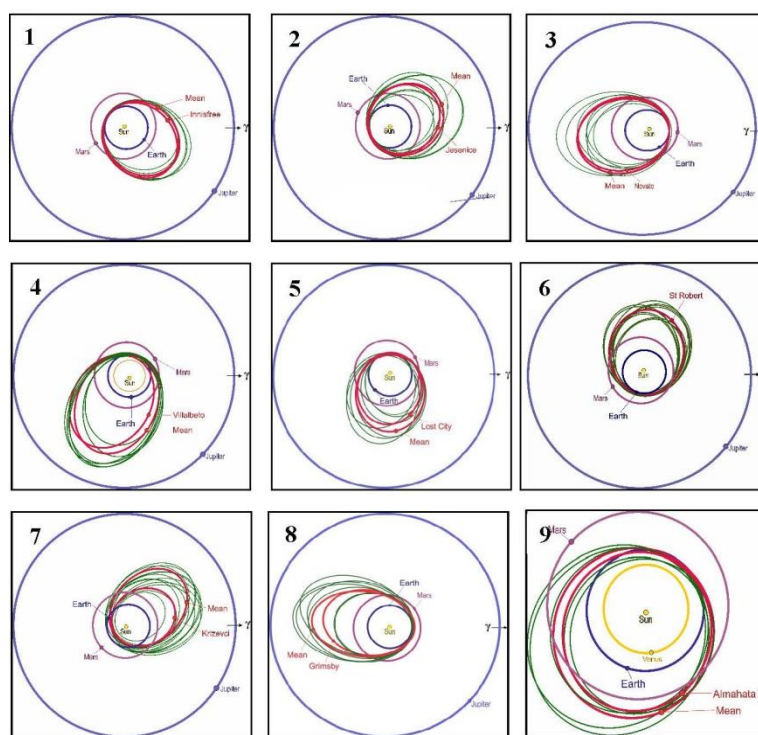 1
Mean
Innisfree
Sun
Mars
Earth
γ
Jupiter
2
Earth
Mean
Mars
Sun
Jesenice
γ
Jupiter
3
Sun
Mars
γ
Earth
Mean
Novato
Jupiter
4
Mars
Sun
γ
Villalbeto
Earth
Mean
Jupiter
5
Mars
Sun
γ
Earth
Lost City
Mean
Jupiter
6
St Robert
Sun
γ
Mars
Earth
Jupiter
7
Mean
Earth
Sun
Krizevci
γ
Mars
Jupiter
8
Earth
Mars
Sun
γ
Mean
Grimsby
Jupiter
9
Mars
Sun
Venus
Earth
Almahata
Mean